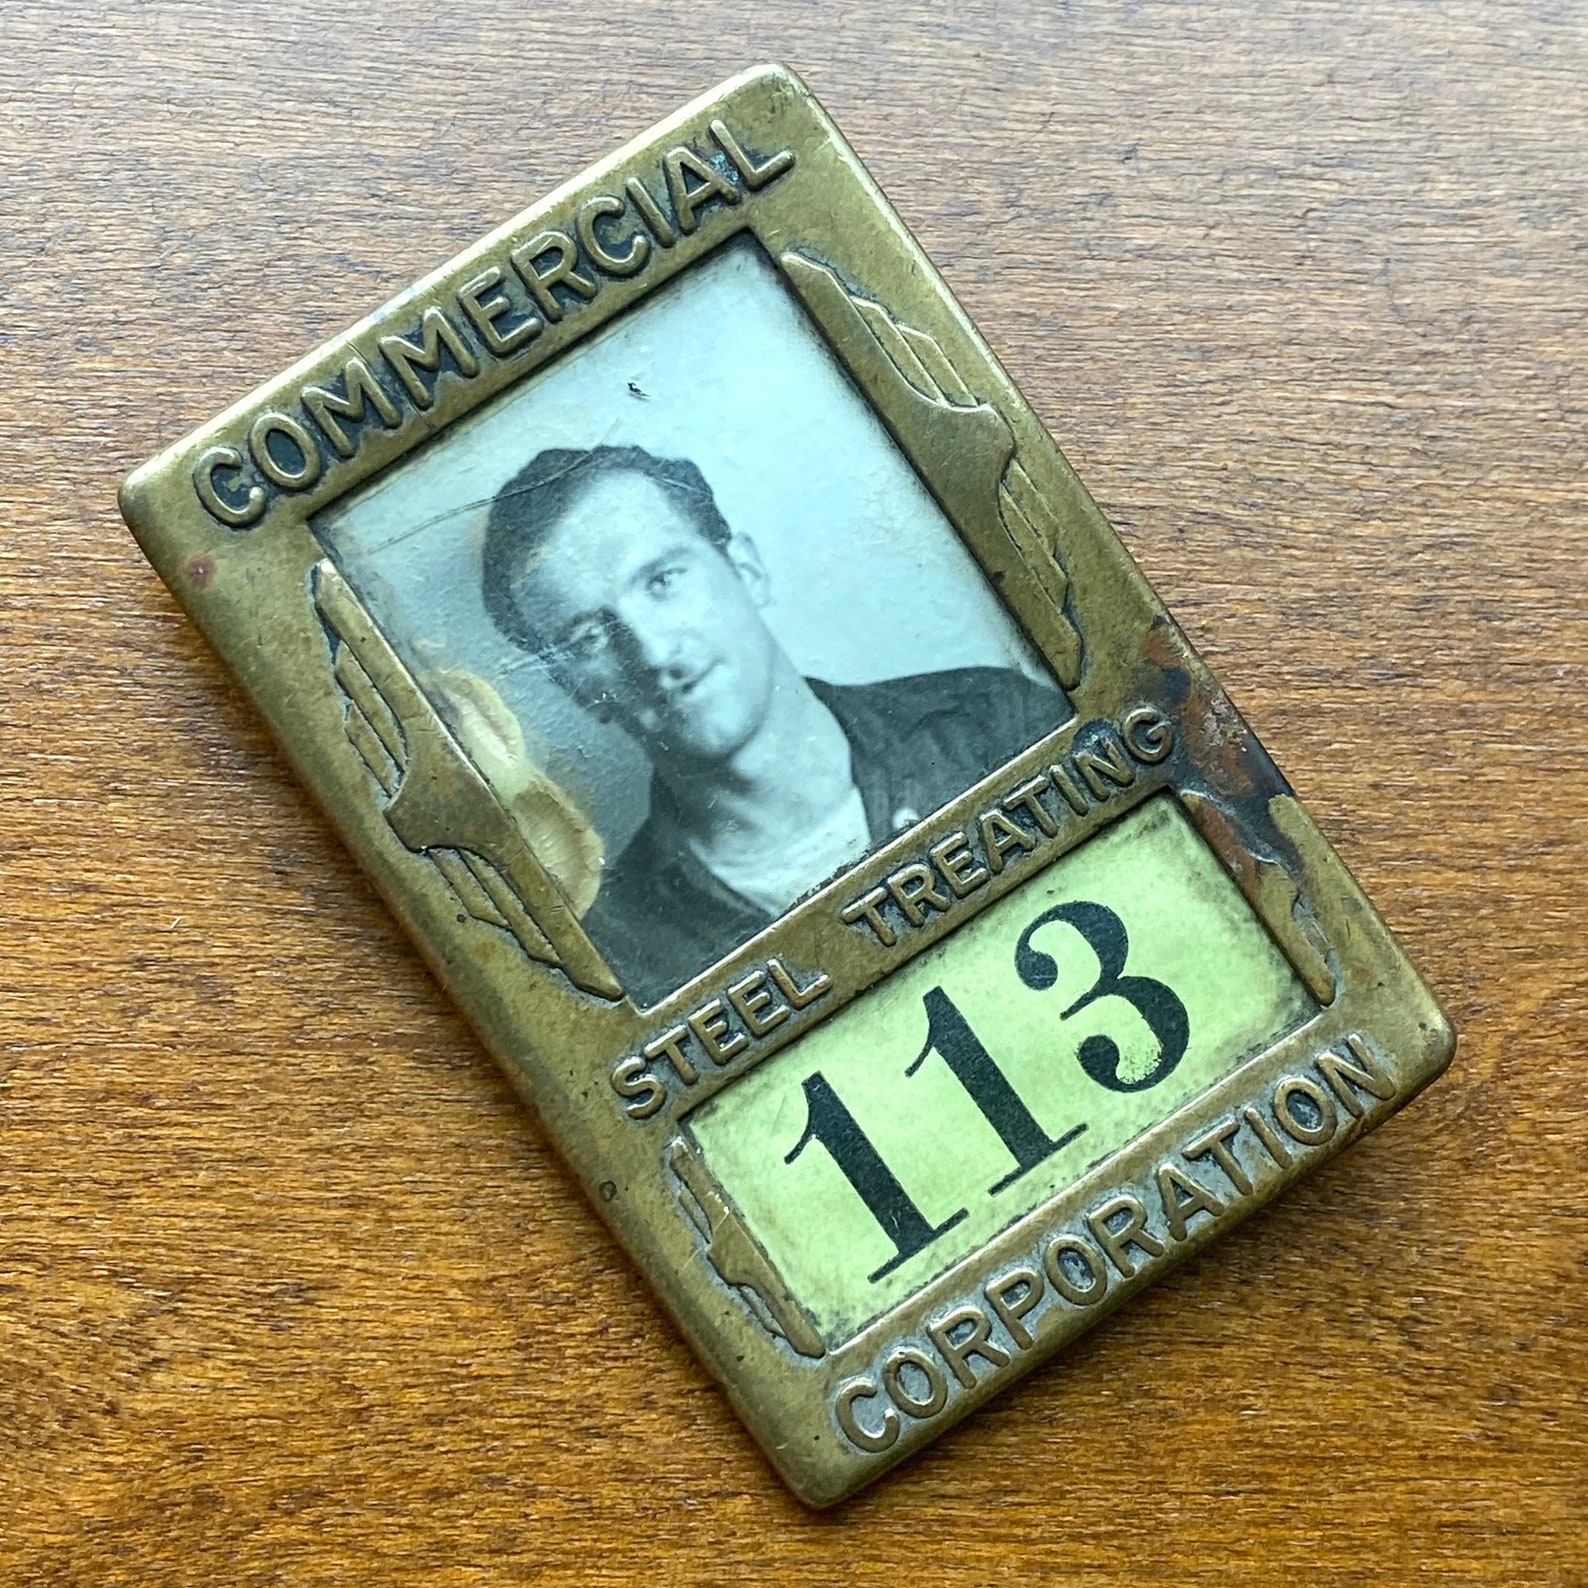 COMMERCIAL
STEEL TREATING
113
CORPORATION